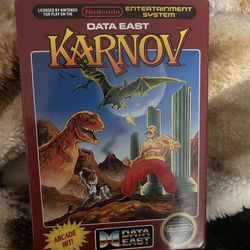 LICENSED BY NINTENDO
FOR PLAY ON THE
Nintendo
ENTERTAINMENT
SYSTEM
DATA EAST
KARNOV
ARCADE
HIT!
DATA
EAST